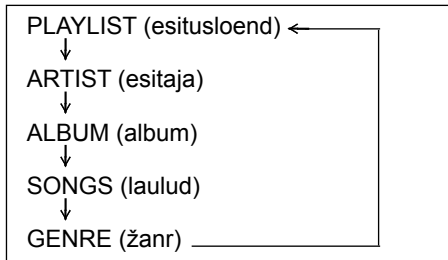 PLAYLIST (esitusloend)
ARTIST (esitaja)
ALBUM (album)
SONGS (laulud)
GENRE (žanr)